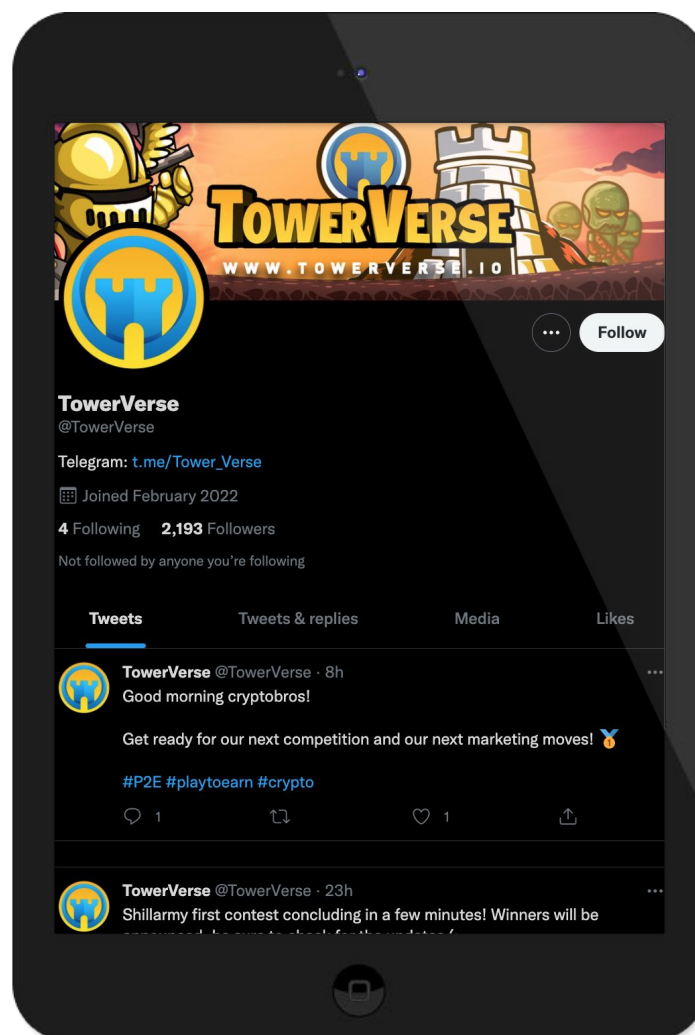 TOWERVERSE
WWW.TOWERVERSE.IO
Follow
TowerVerse
@TowerVerse
Telegram: t.me/Tower_Verse
Joined February 2022
4 Following 2,193 Followers
Not followed by anyone you're following
Tweets Tweets & replies Media Likes
TowerVerse @TowerVerse · 8h
Good morning cryptobros!
Get ready for our next competition and our next marketing moves! 🏅
#P2E #playtoearn #crypto
1 1
TowerVerse @TowerVerse · 23h
Shillarmy first contest concluding in a few minutes! Winners will be